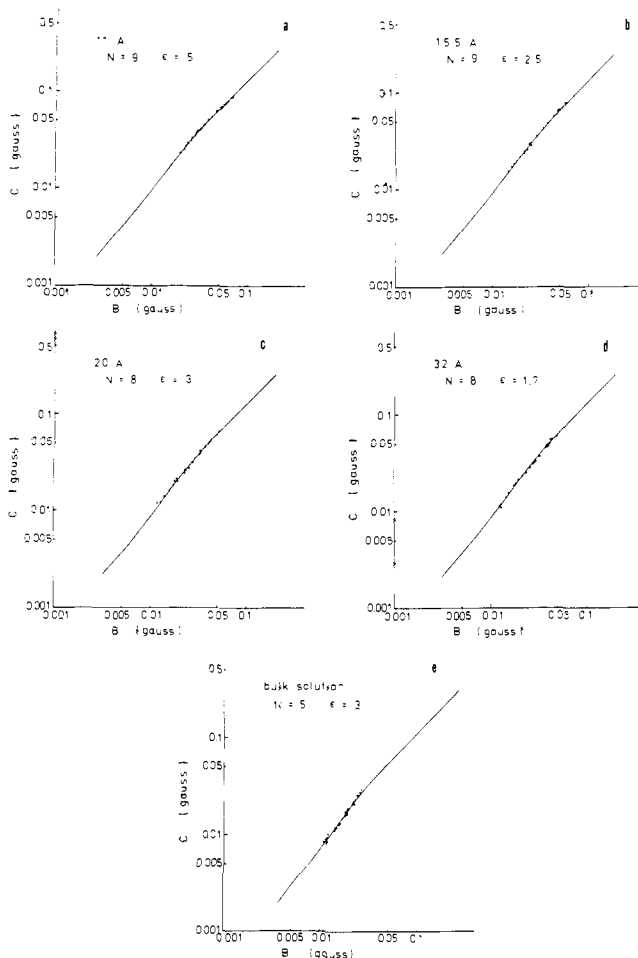 0.5
a
11 A
N = 9 ε = 5
0.1
0.05
C (gauss)
0.01
0.005
0.001
0.001 0.005 0.01 0.05 0.1
B (gauss)
0.5
b
15.5 A
N = 9 ε = 2.5
0.1
0.05
C (gauss)
0.01
0.005
0.001
0.001 0.005 0.01 0.05 0.1
B (gauss)
0.5
c
20 A
N = 8 ε = 3
0.1
0.05
C (gauss)
0.01
0.005
0.001
0.001 0.005 0.01 0.05 0.1
B (gauss)
0.5
d
32 A
N = 8 ε = 1.7
0.1
0.05
C (gauss)
0.01
0.005
0.001
0.001 0.005 0.01 0.05 0.1
B (gauss)
0.5
e
bulk solution
= 5 ε = 3
0.1
0.05
C (gauss)
0.01
0.005
0.001
0.001 0.005 0.01 0.05 0.1
B (gauss)